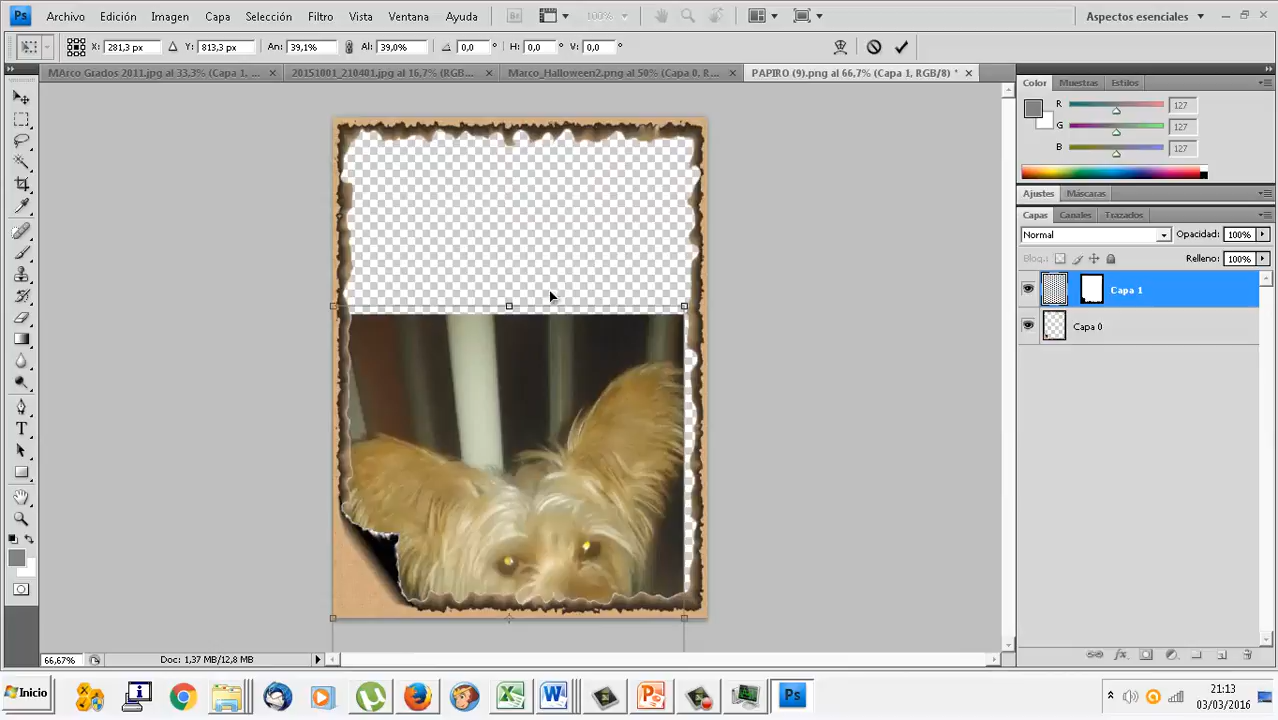 Ps Archivo Edición Imagen Capa Selección Filtro Vista Ventana Ayuda Br 100% Aspectos esenciales
X: 281,3 px Y: 813,3 px An: 39,1% Al: 39,0% 0,0 ° H: 0,0 ° V: 0,0 °
MArco Grados 2011.jpg al 33,3% (Capa 1, ... 20151001_210401.jpg al 16,7% (RGB... Marco_Halloween2.png al 50% (Capa 0, R... PAPIRO (9).png al 66,7% (Capa 1, RGB/8) *
Color Muestras Estilos
R 127
G 127
B 127
Ajustes Máscaras
Capas Canales Trazados
Normal Opacidad: 100%
Bloq.: Relleno: 100%
Capa 1
Capa 0
66,67% Doc: 1,37 MB/12,8 MB
Inicio Ps 21:13
03/03/2016